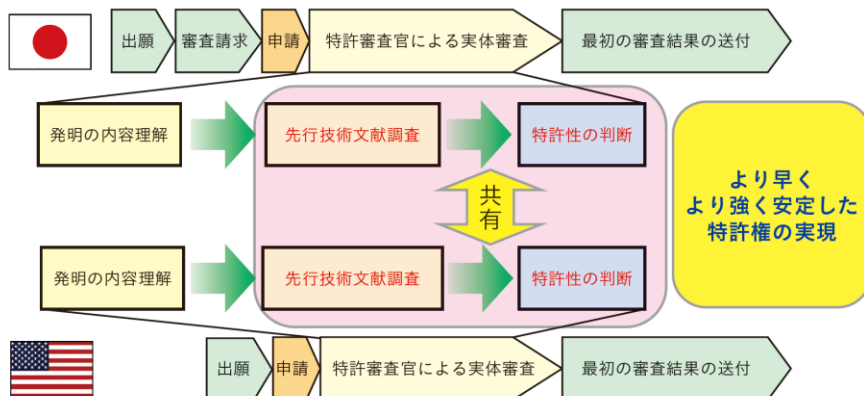 出願
審査請求
申請
特許審査官による実体審査
最初の審査結果の送付
発明の内容理解
先行技術文献調査
特許性の判断
共有
より早く
より強く安定した
特許権の実現
発明の内容理解
先行技術文献調査
特許性の判断
出願
申請
特許審査官による実体審査
最初の審査結果の送付